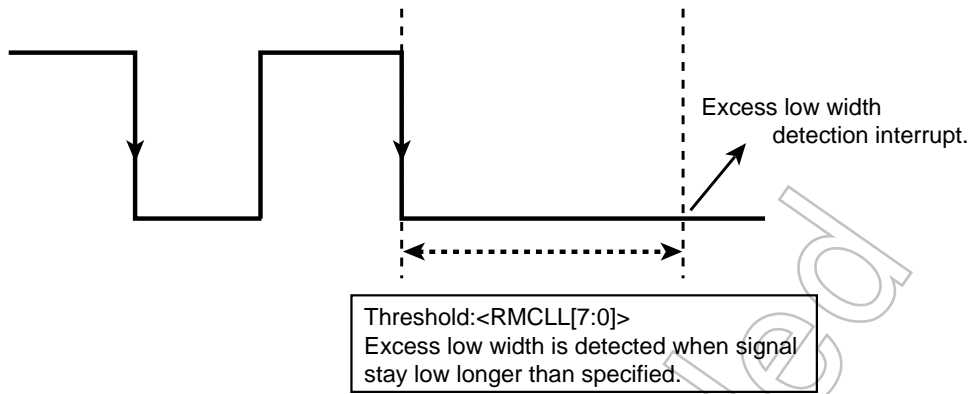 Excess low width
detection interrupt.
Threshold:<RMCLL[7:0]>
Excess low width is detected when signal
stay low longer than specified.
led